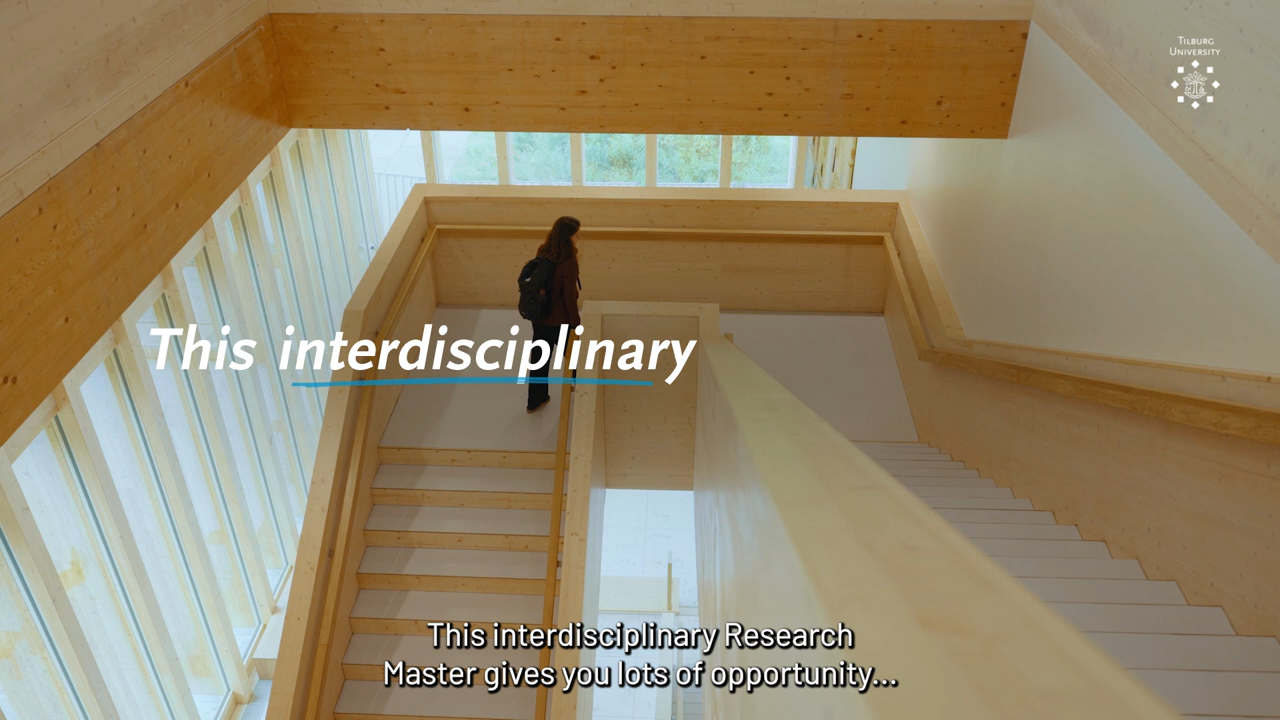 TILBURG
UNIVERSITY
This interdisciplinary
This interdisciplinary Research
Master gives you lots of opportunity...